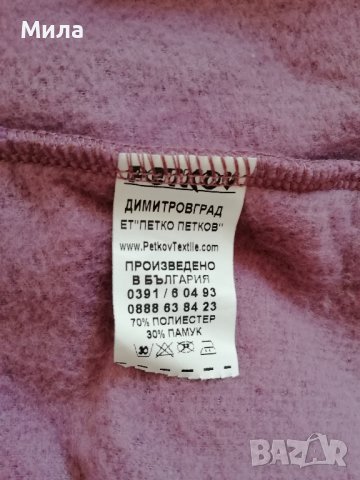 Мила
ДИМИТРОВГРАД
ЕТ"ПЕТКО ПЕТКОВ"
www.PetkovTextile.com
ПРОИЗВЕДЕНО
В БЪЛГАРИЯ
0391 / 6 04 93
0888 63 84 23
70% ПОЛИЕСТЕР
30% ПАМУК
BAZAR